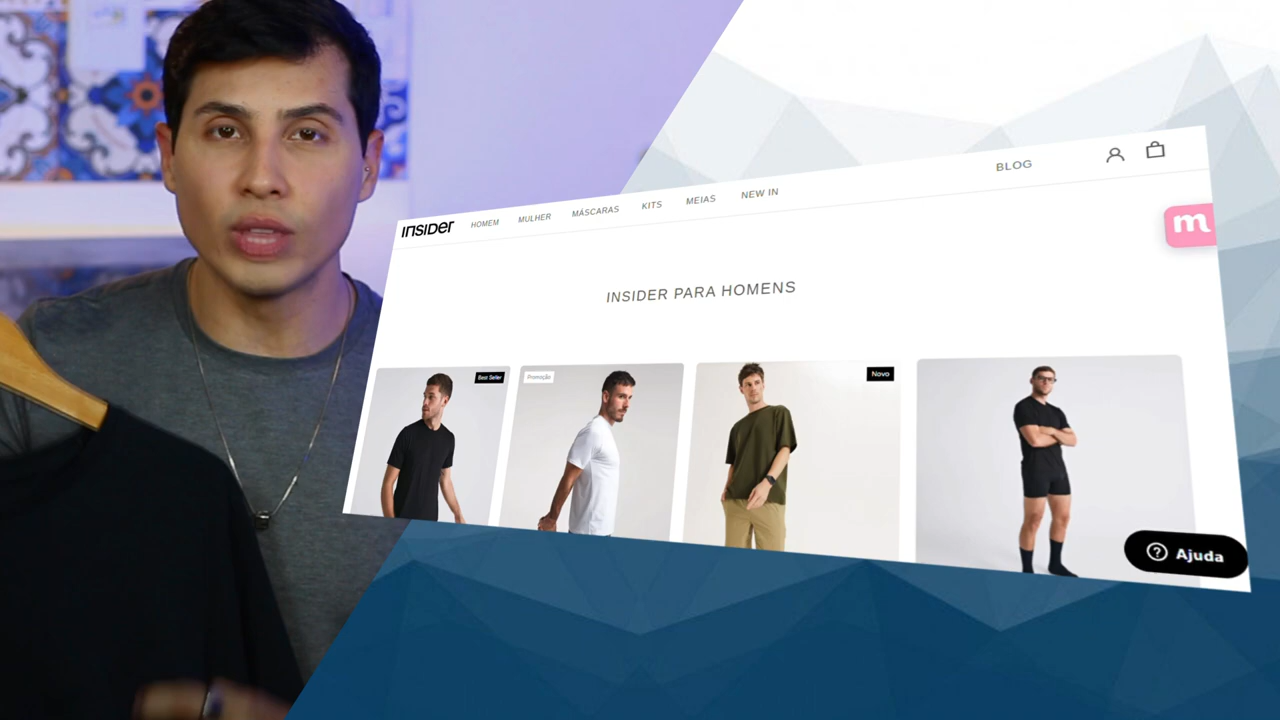 INSIDER HOMEM MULHER MÁSCARAS KITS MEIAS NEW IN BLOG
m
INSIDER PARA HOMENS
Best Seller
Promoção
Novo
Ajuda